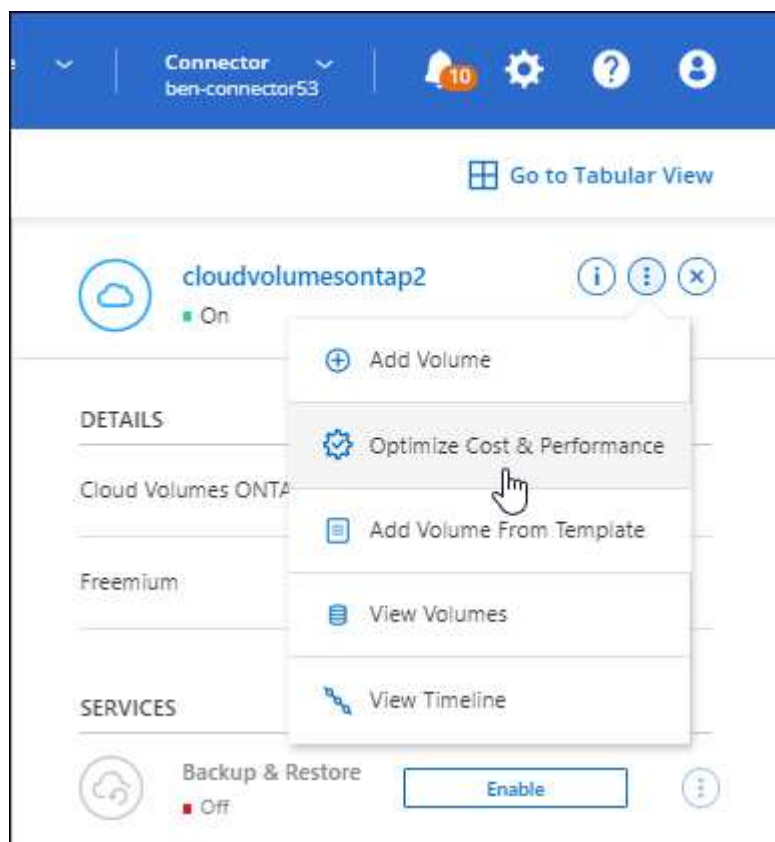 Connector
ben-connector53
10
Go to Tabular View
cloudvolumesontap2
On
Add Volume
DETAILS
Optimize Cost & Performance
Cloud Volumes ONTA
Add Volume From Template
Freemium
View Volumes
View Timeline
SERVICES
Backup & Restore
Enable
Off